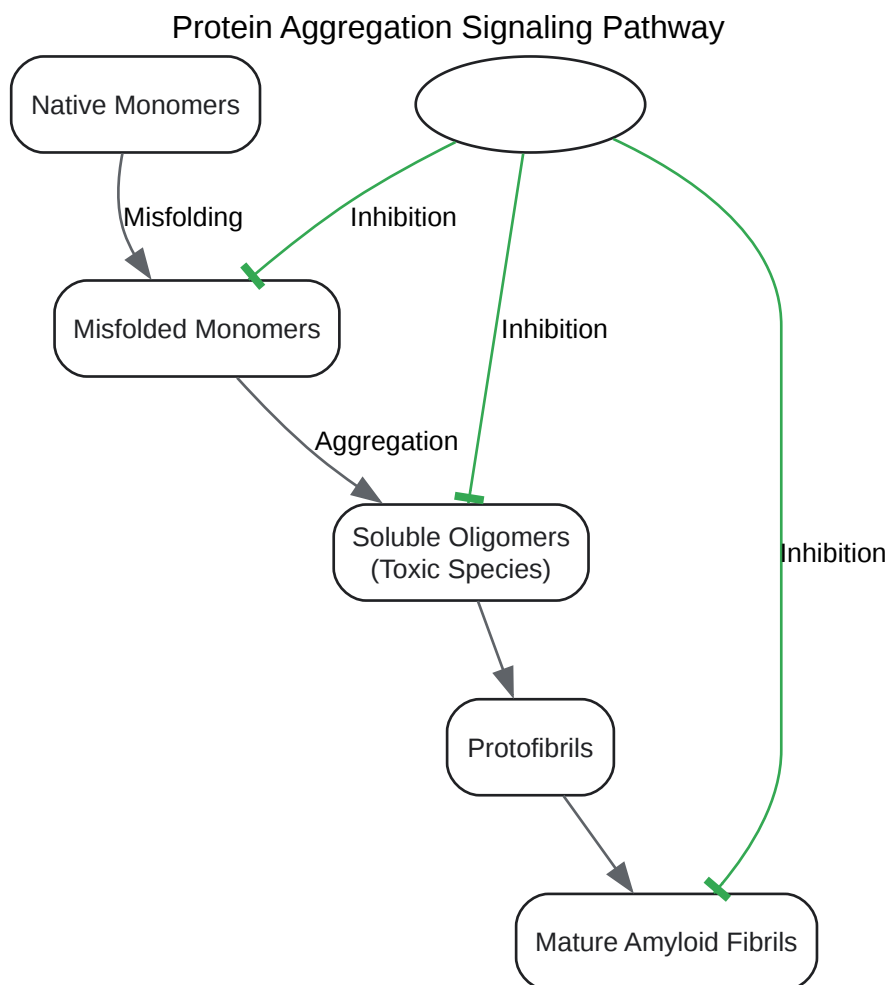 Protein Aggregation Signaling Pathway
Native Monomers
Misfolding
Inhibition
Misfolded Monomers
Inhibition
Aggregation
Soluble Oligomers
(Toxic Species)
Inhibition
Protofibrils
Mature Amyloid Fibrils